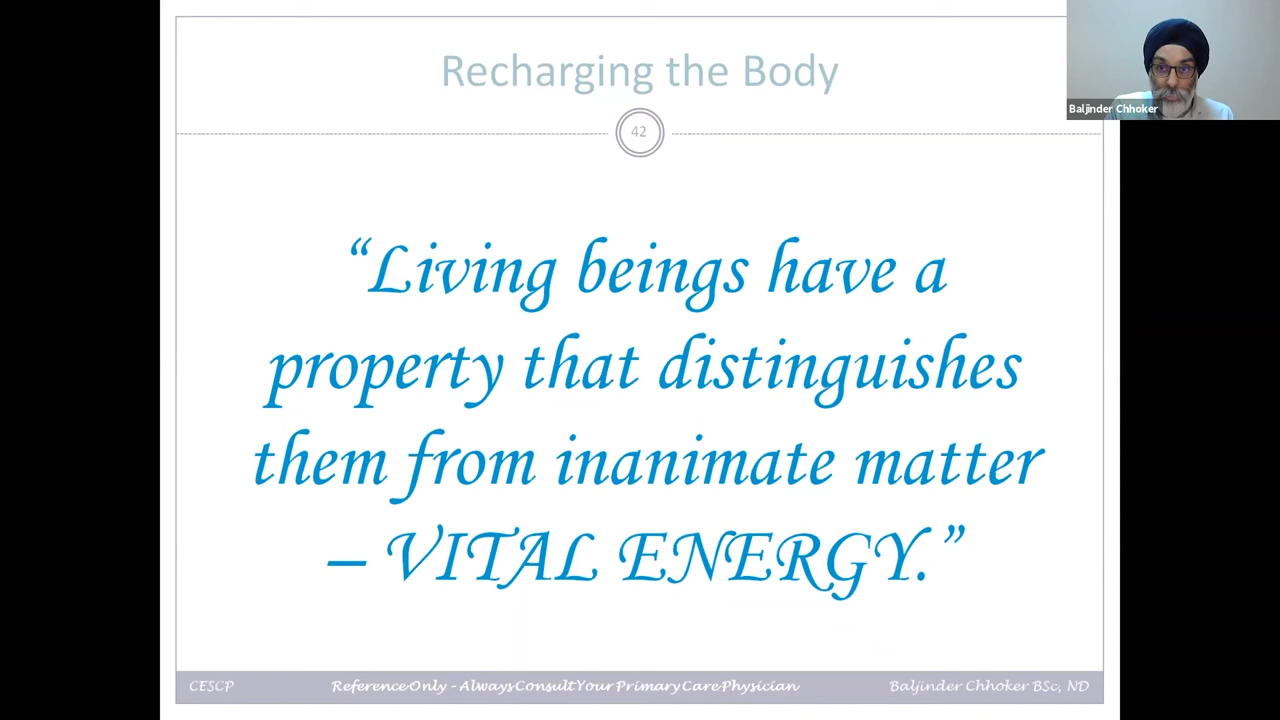 Recharging the Body
Baljinder Chhoker
42
“Living beings have a
property that distinguishes
them from inanimate matter
– VITAL ENERGY.”
CESCP
Reference Only - Always Consult Your Primary Care Physician
Baljinder Chhoker BSc, ND